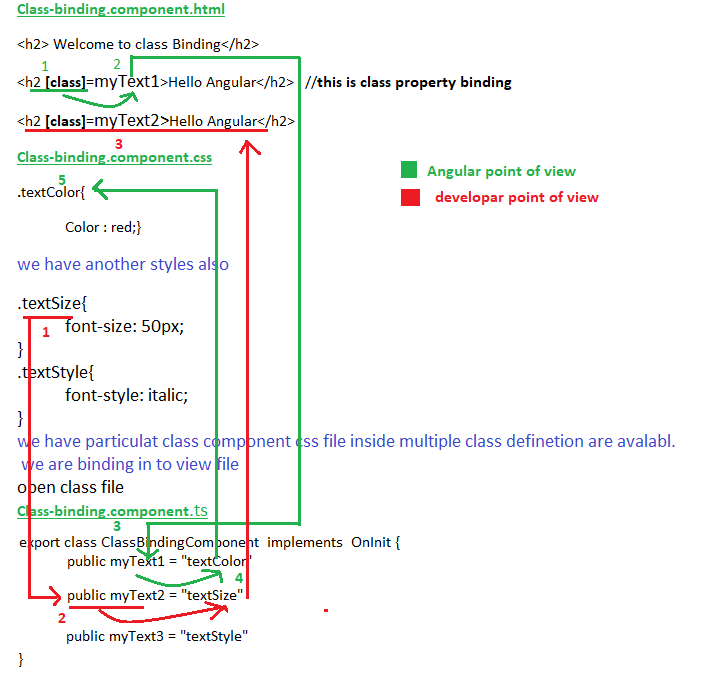 Class-binding.component.html
<h2> Welcome to class Binding</h2>
1 2
<h2 [class]=myText1>Hello Angular</h2> //this is class property binding
<h2 [class]=myText2>Hello Angular</h2>
3
Class-binding.component.css
Angular point of view
5
.textColor{
developar point of view
Color : red;}
we have another styles also
.textSize{
1 font-size: 50px;
}
.textStyle{
font-style: italic;
}
we have particulat class component css file inside multiple class definetion are avalabl.
we are binding in to view file
open class file
Class-binding.component.ts
3
export class ClassBindingComponent implements OnInit {
public myText1 = "textColor"
4
public myText2 = "textSize"
2
public myText3 = "textStyle"
}